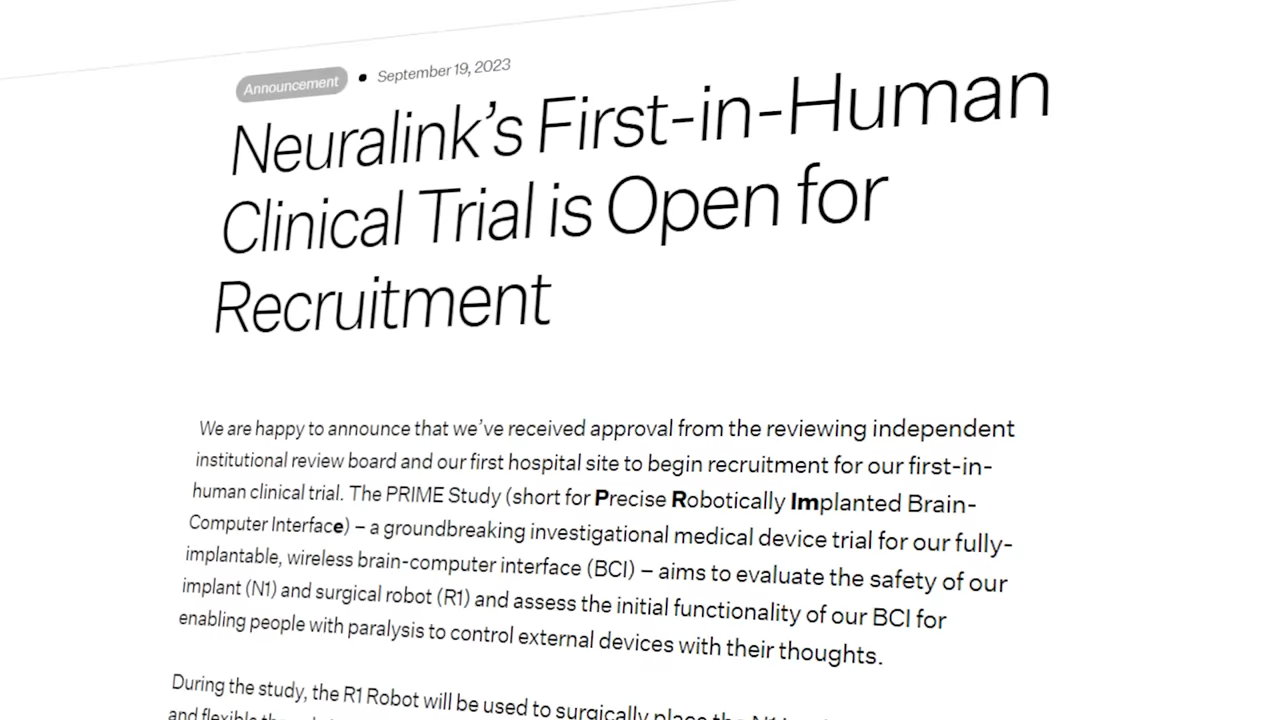 Announcement • September 19, 2023
Neuralink’s First-in-Human
Clinical Trial is Open for
Recruitment
We are happy to announce that we’ve received approval from the reviewing independent
institutional review board and our first hospital site to begin recruitment for our first-in-
human clinical trial. The PRIME Study (short for Precise Robotically Implanted Brain-
Computer Interface) – a groundbreaking investigational medical device trial for our fully-
implantable, wireless brain-computer interface (BCI) – aims to evaluate the safety of our
implant (N1) and surgical robot (R1) and assess the initial functionality of our BCI for
enabling people with paralysis to control external devices with their thoughts.
During the study, the R1 Robot will be used to surgically place the N1
and flexible